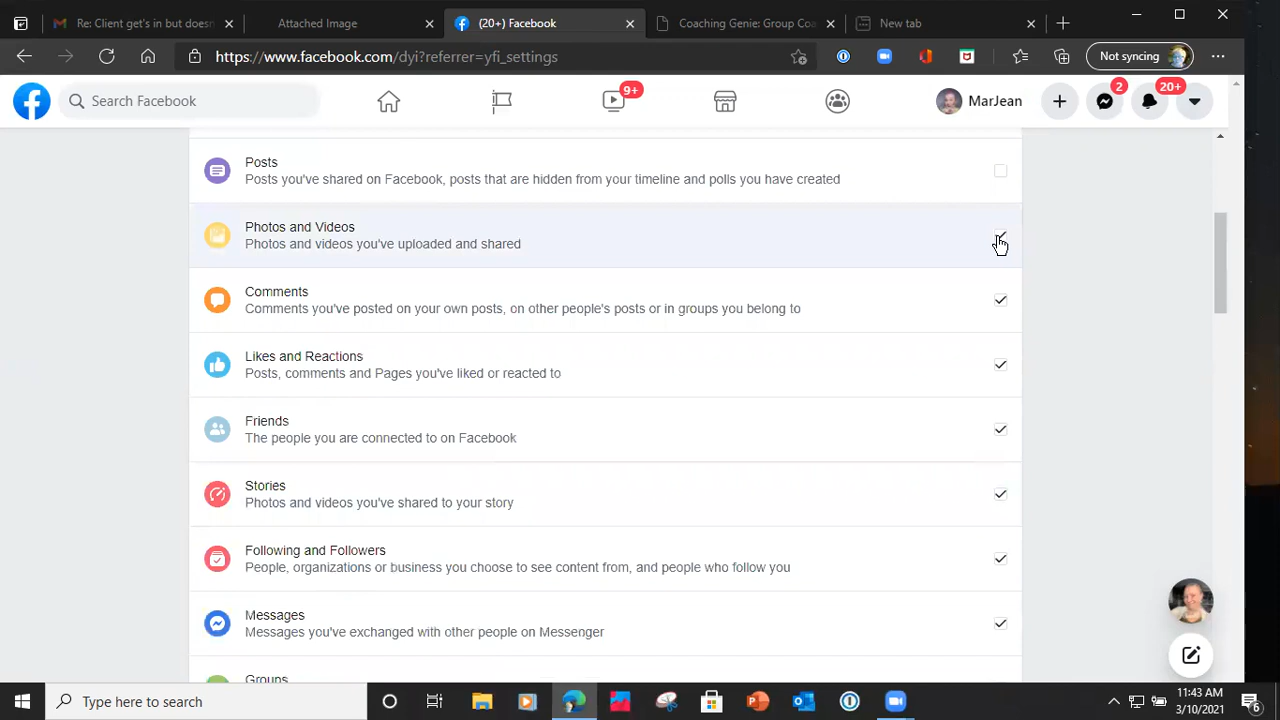 Re: Client get's in but doesn
Attached Image
(20+) Facebook
Coaching Genie: Group Co
New tab
https://www.facebook.com/dyi?referrer=yfi_settings
Not syncing
Search Facebook
9+
MarJean
2
20+
Posts
Posts you've shared on Facebook, posts that are hidden from your timeline and polls you have created
Photos and Videos
Photos and videos you've uploaded and shared
Comments
Comments you've posted on your own posts, on other people's posts or in groups you belong to
Likes and Reactions
Posts, comments and Pages you've liked or reacted to
Friends
The people you are connected to on Facebook
Stories
Photos and videos you've shared to your story
Following and Followers
People, organizations or business you choose to see content from, and people who follow you
Messages
Messages you've exchanged with other people on Messenger
Groups
Type here to search
11:43 AM
3/10/2021
6